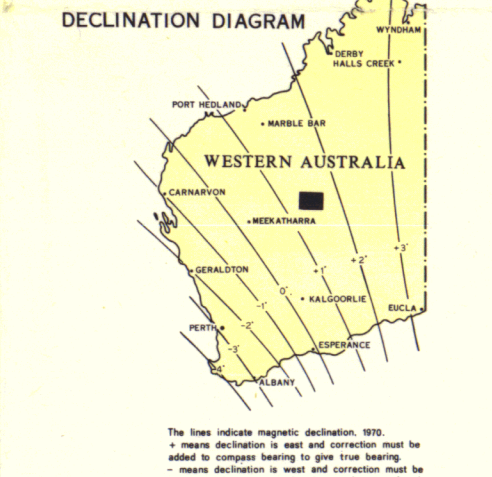 DECLINATION DIAGRAM
WYNDHAM
DERBY
HALLS CREEK
PORT HEDLAND
MARBLE BAR
WESTERN AUSTRALIA
CARNARVON
MEEKATHARRA
+3°
+2°
GERALDTON
+1°
0°
KALGOORLIE
-1°
EUCLA
-2°
PERTH
-3°
ESPERANCE
-4°
ALBANY
The lines indicate magnetic declination, 1970.
+ means declination is east and correction must be
added to compass bearing to give true bearing.
- means declination is west and correction must be